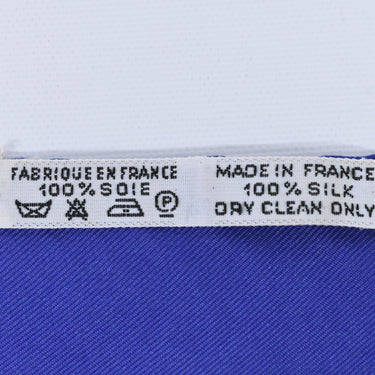 FABRIQUE EN FRANCE
100% SOIE
P
MADE IN FRANCE
100% SILK
DRY CLEAN ONLY